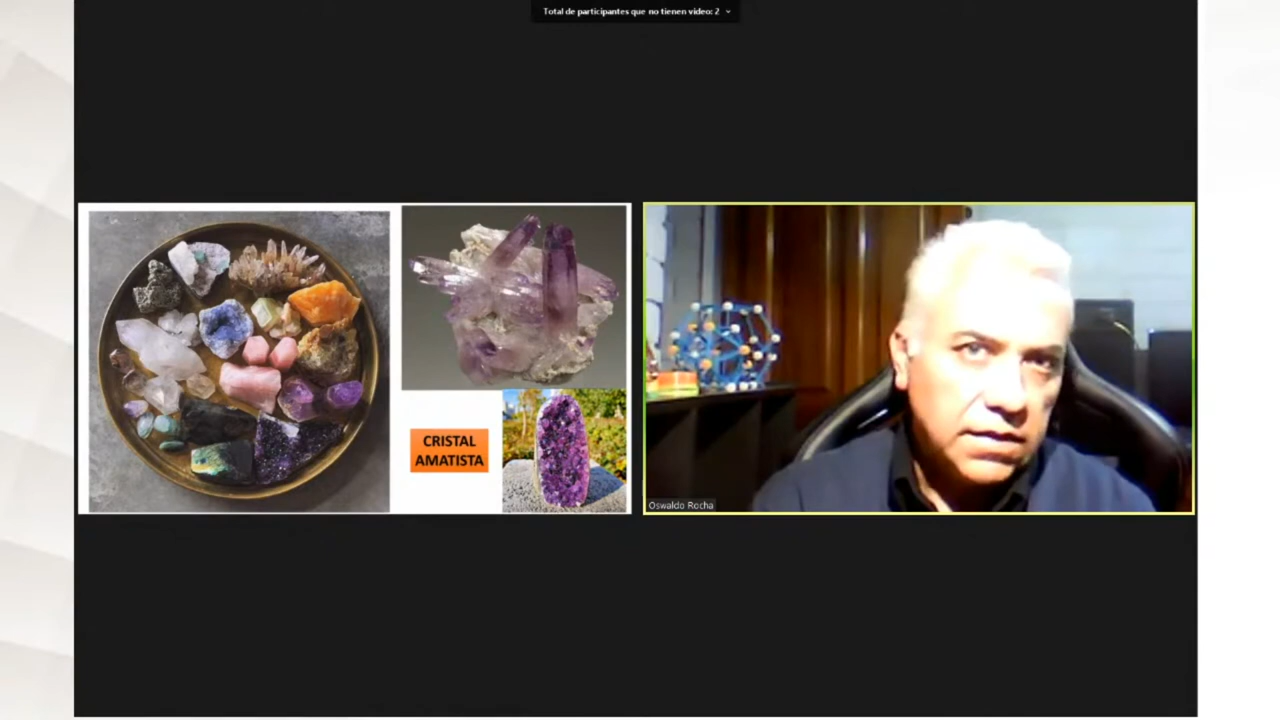 Total de participantes que no tienen video: 2
CRISTAL
AMATISTA
Oswaldo Rocha